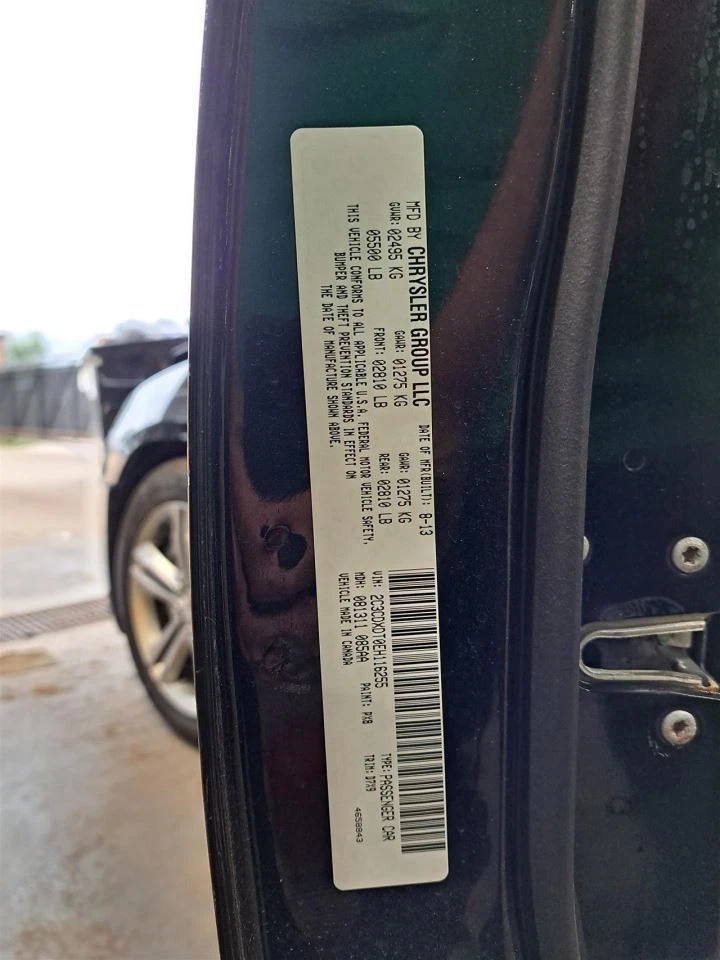 MFD BY CHRYSLER GROUP LLC DATE OF MFR(BUILT): 8-13
GVWR: 02495 KG GAWR: 01275 KG GAWR: 01275 KG
05500 LB FRONT: 02810 LB REAR: 02810 LB
THIS VEHICLE CONFORMS TO ALL APPLICABLE U.S.A. FEDERAL MOTOR VEHICLE SAFETY,
BUMPER AND THEFT PREVENTION STANDARDS IN EFFECT ON
THE DATE OF MANUFACTURE SHOWN ABOVE.
VIN: 2C3CDXDT0EH116255 TYPE: PASSENGER CAR
MDH: 081311 085AA PAINT: PX8 TRIM: D7X9
VEHICLE MADE IN CANADA
4658843